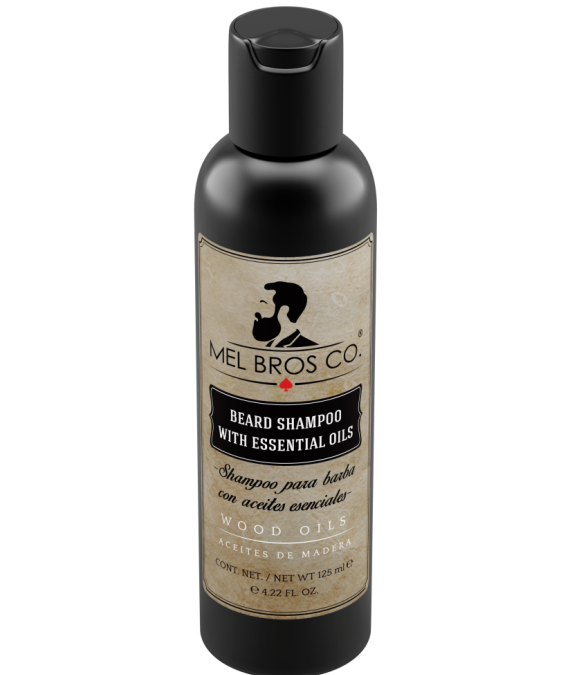 MEL BROS CO.®
BEARD SHAMPOO
WITH ESSENTIAL OILS
-Shampoo para barba
con aceites esenciales-
WOOD OILS
ACEITES DE MADERA
CONT. NET. / NET WT 125 ml ℮
℮ 4.22 FL. OZ.